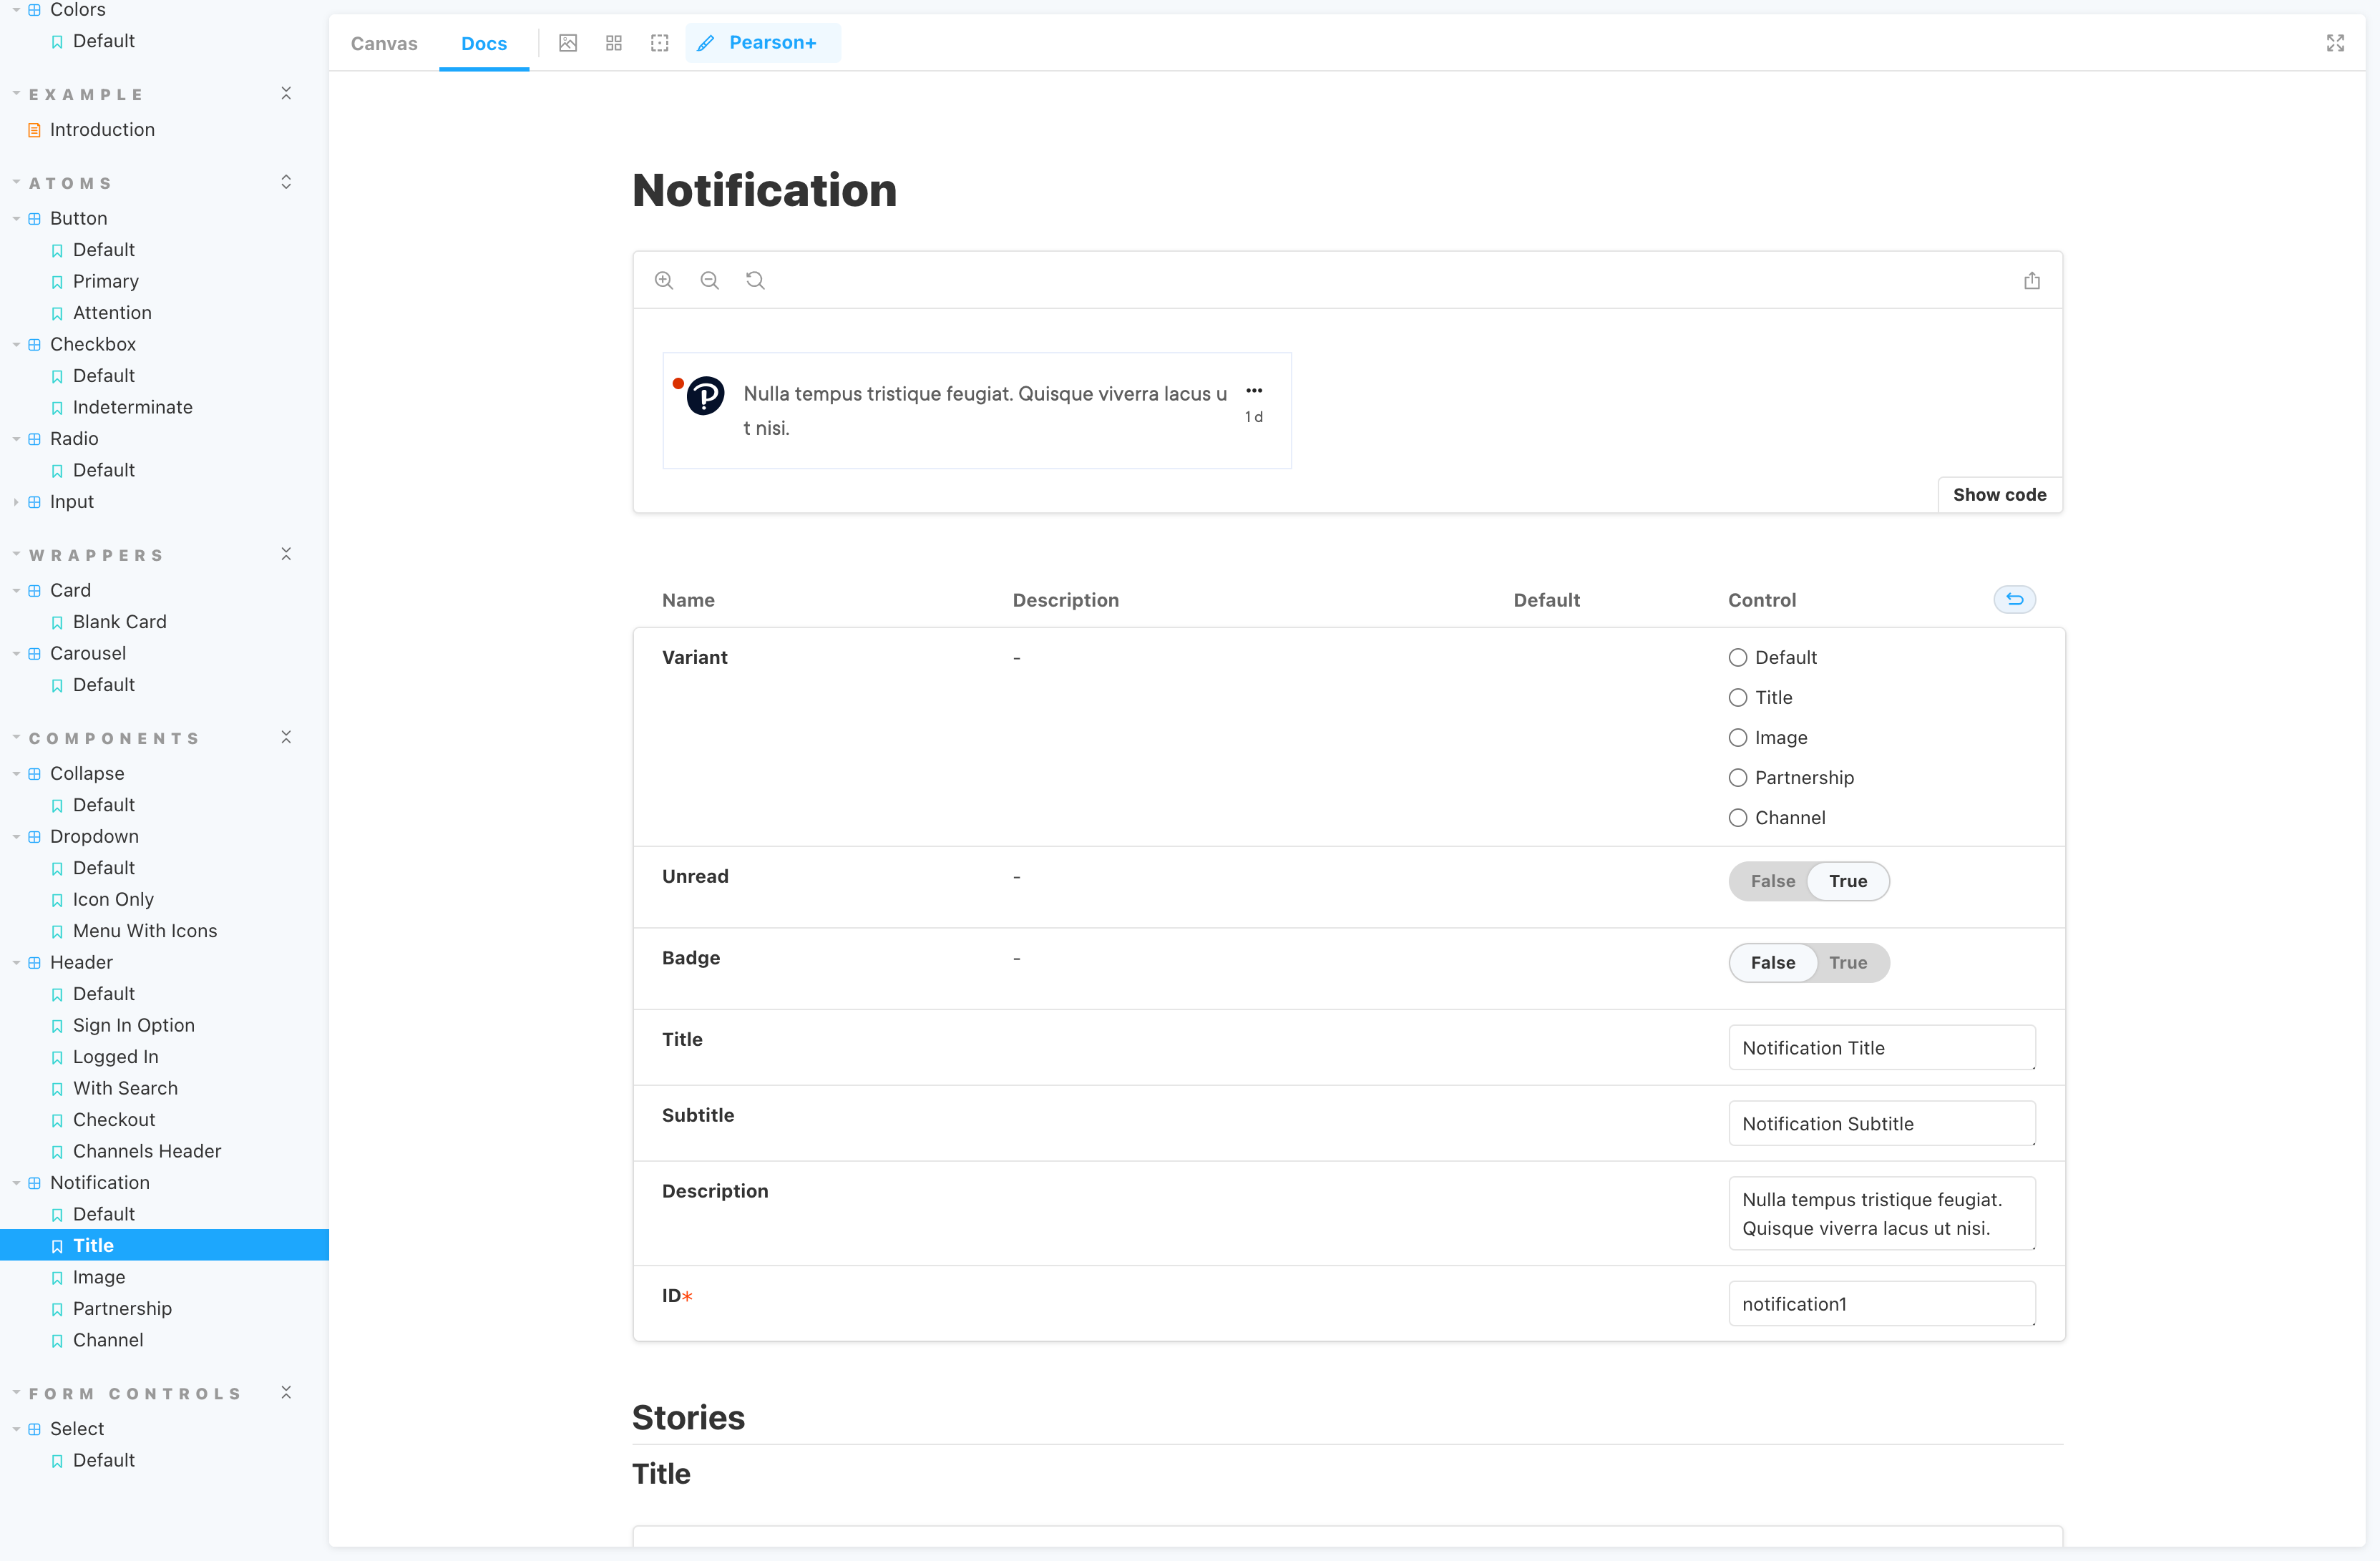 Colors
Default
EXAMPLE
Introduction
ATOMS
Button
Default
Primary
Attention
Checkbox
Default
Indeterminate
Radio
Default
Input
WRAPPERS
Card
Blank Card
Carousel
Default
COMPONENTS
Collapse
Default
Dropdown
Default
Icon Only
Menu With Icons
Header
Default
Sign In Option
Logged In
With Search
Checkout
Channels Header
Notification
Default
Title
Image
Partnership
Channel
FORM CONTROLS
Select
Default
Canvas Docs Pearson+
Notification
Nulla tempus tristique feugiat. Quisque viverra lacus u
t nisi.
•••
1 d
Show code
Name Description Default Control
Variant - Default
Title
Image
Partnership
Channel
Unread - False True
Badge - False True
Title Notification Title
Subtitle Notification Subtitle
Description Nulla tempus tristique feugiat.
Quisque viverra lacus ut nisi.
ID* notification1
Stories
Title